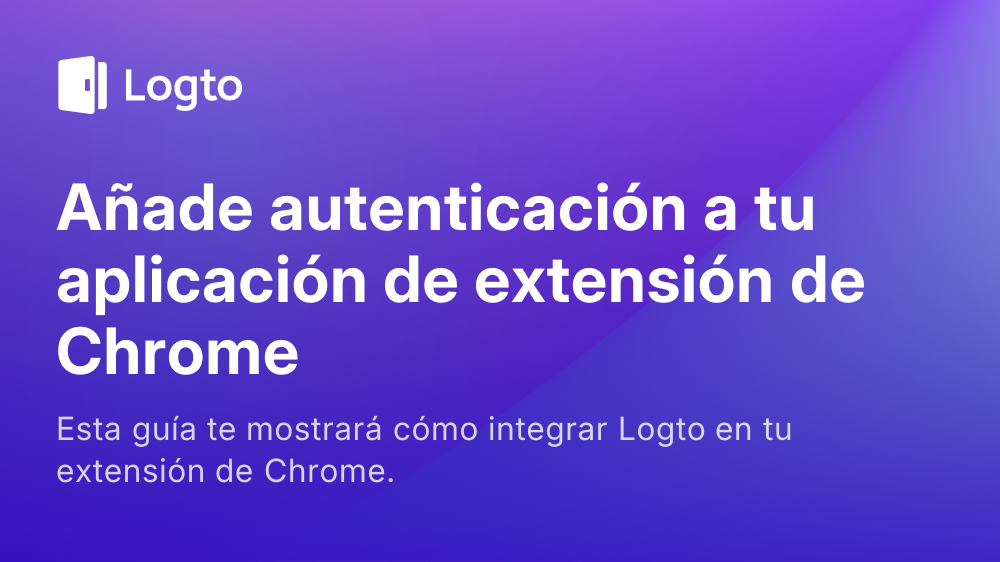 Logto
Añade autenticación a tu
aplicación de extensión de
Chrome
Esta guía te mostrará cómo integrar Logto en tu
extensión de Chrome.